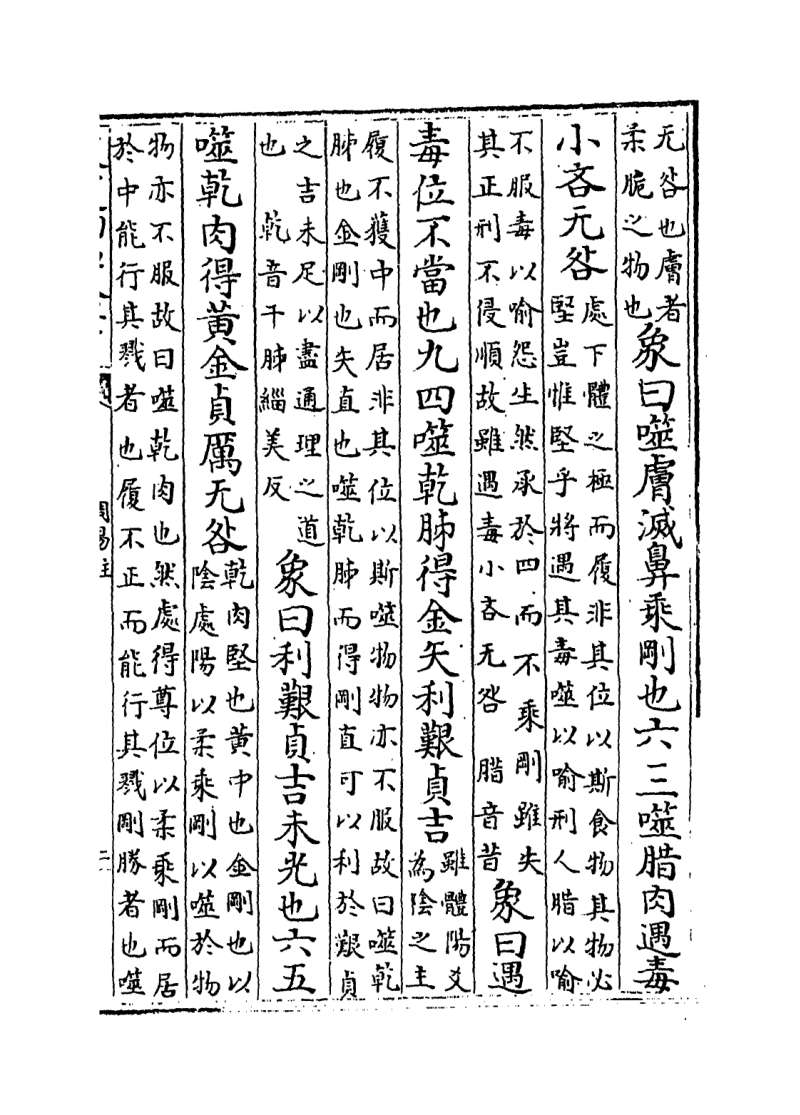 无咎也膚者
柔脆之物也
象曰噬膚滅鼻乘剛也六三噬腊肉遇毒
小吝无咎
處下體之極而履非其位以斯食物其物必
堅豈惟堅乎將遇其毒噬以喻刑人腊以喻
不服毒以喻怨生然承於四而不乘剛雖失
其正刑不侵順故雖遇毒小吝无咎 腊音昔
象曰遇
毒位不當也九四噬乾胏得金矢利艱貞吉
雖體陽爻
為陰之主
履不獲中而居非其位以斯噬物物亦不服故曰噬乾
胏也金剛也矢直也噬乾胏而得剛直可以利於艱貞
之吉未足以盡通理之道
也 乾音干胏緇美反
象曰利艱貞吉未光也六五
噬乾肉得黄金貞厲无咎
乾肉堅也黄中也金剛也以
陰處陽以柔乘剛以噬於物
物亦不服故曰噬乾肉也然處得尊位以柔乘剛而居
於中能行其戮者也履不正而能行其戮剛勝者也噬
周易注